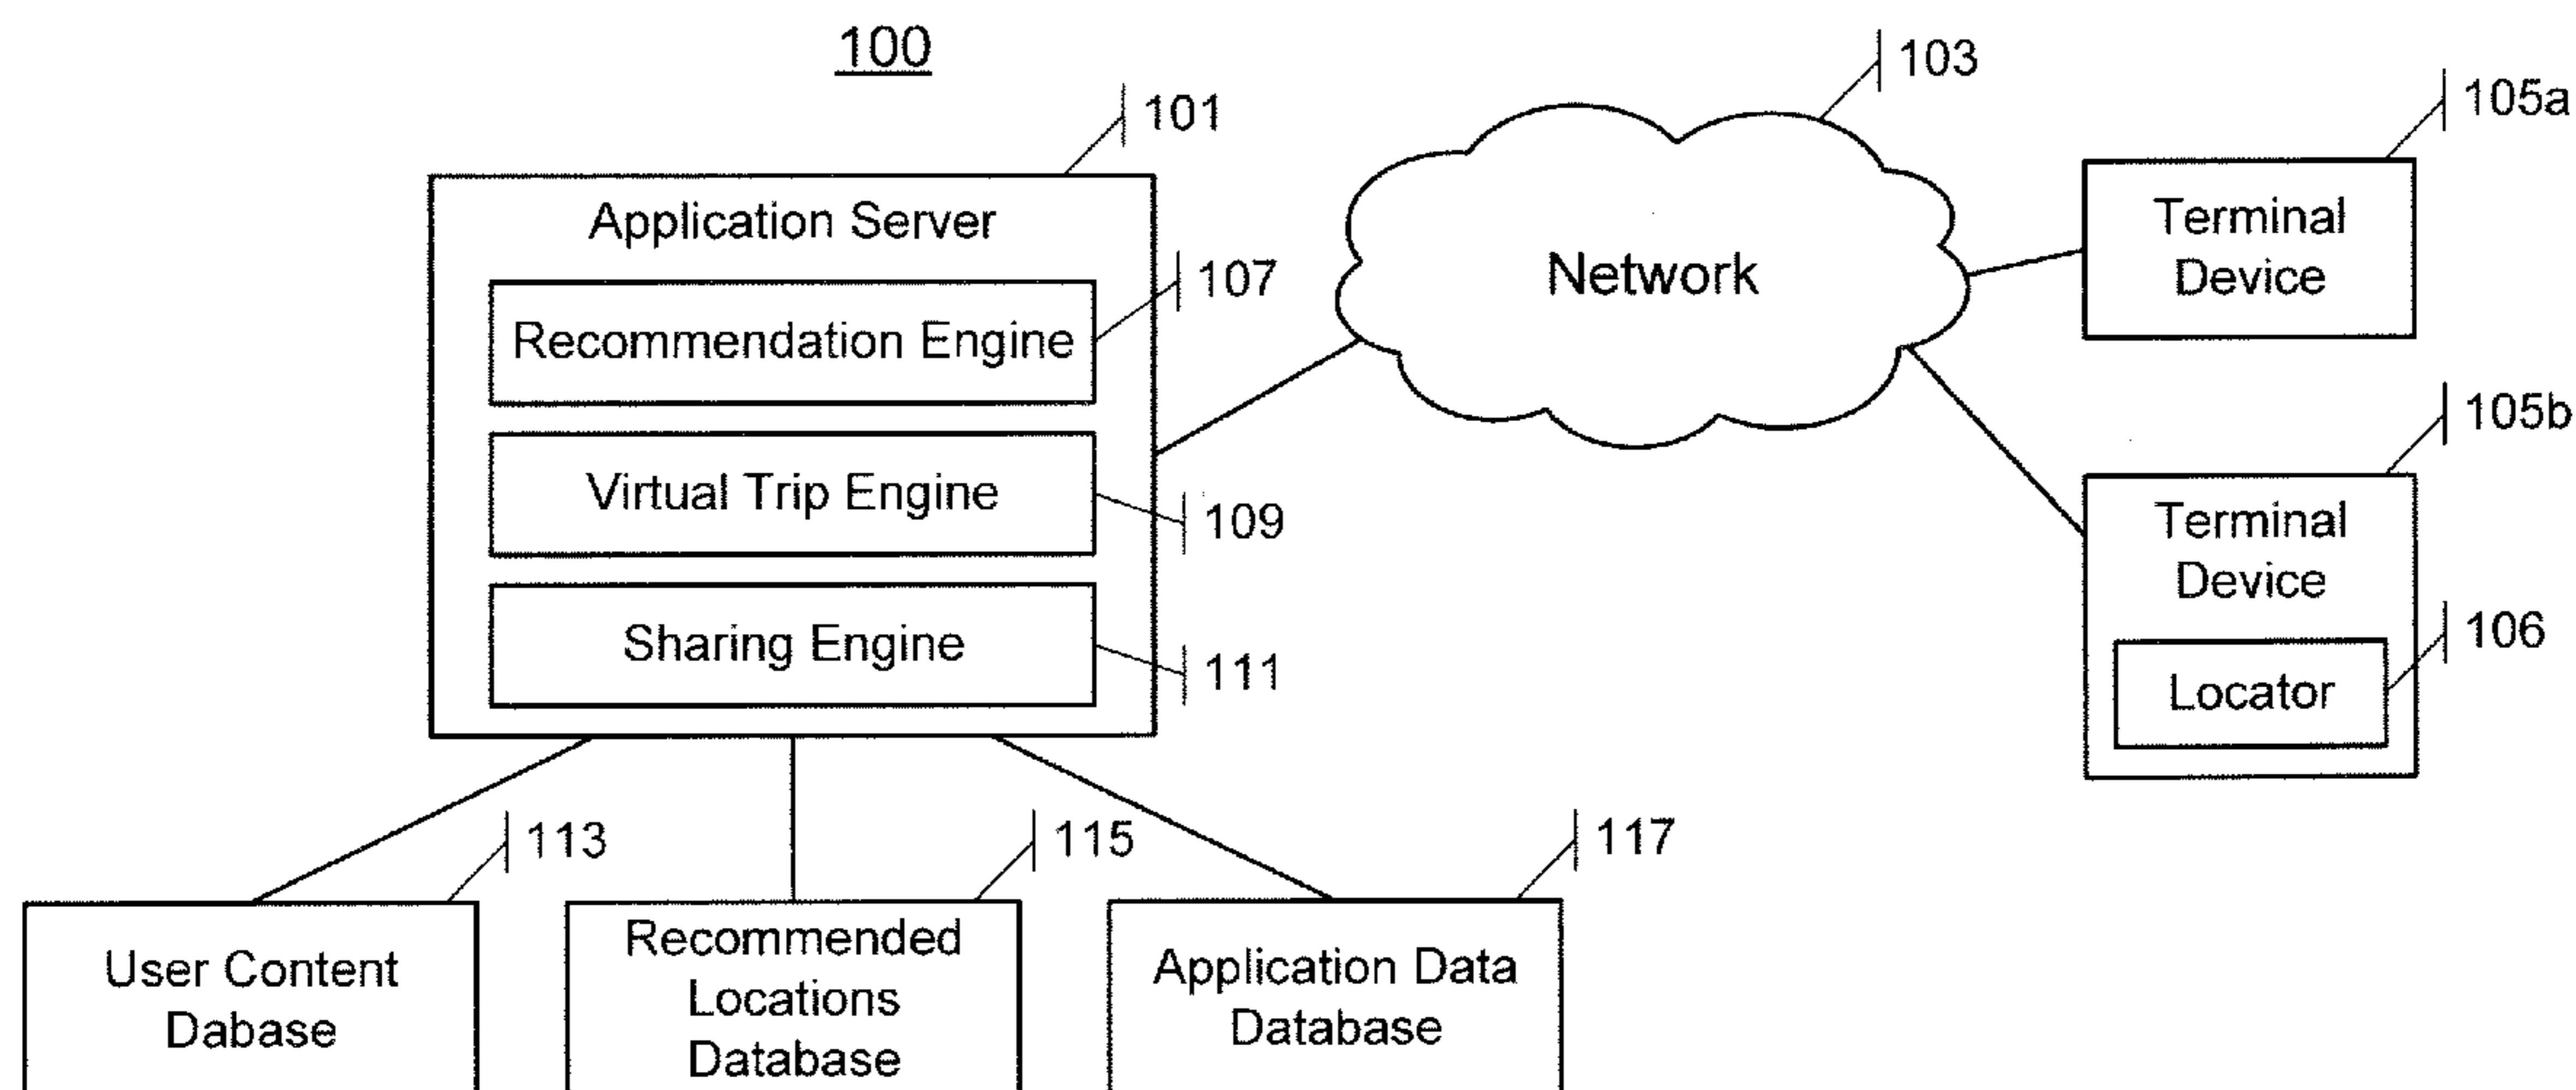 100
101
103
105a
Application Server
Terminal
Device
107
Recommendation Engine
Network
105b
Virtual Trip Engine
109
Terminal
Device
Sharing Engine
111
106
Locator
113
115
117
User Content
Dabase
Recommended
Locations
Database
Application Data
Database